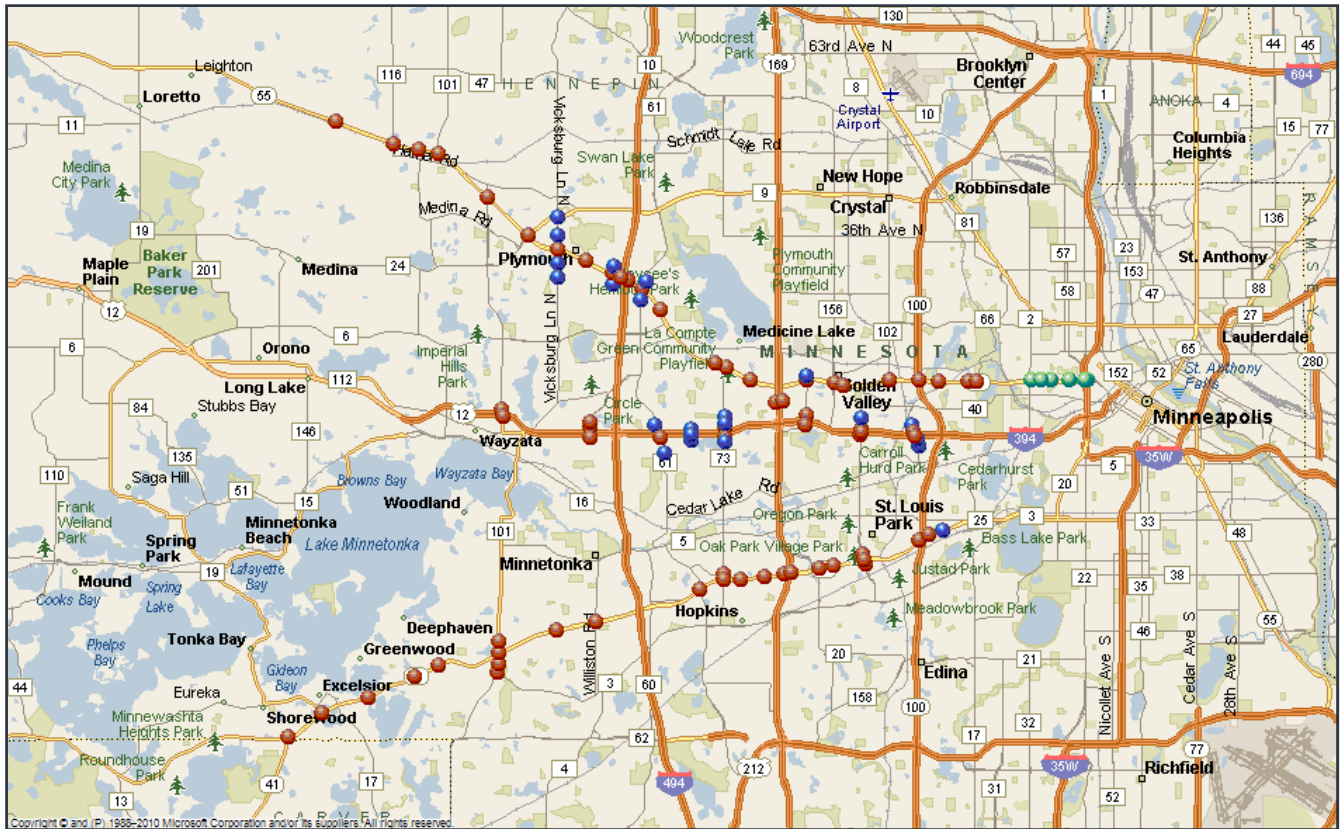 130
Woodcrest
Park
63rd Ave N
10
169
44
45
Leighton
116
Brooklyn
Center
694
101
47
HENNEPIN
8
Loretto
55
61
Crystal
Airport
10
1
ANOKA
4
11
Vicksburg Ln N
Schmidt Lake Rd
15
77
Columbia
Heights
Medina
City Park
Swan Lake
Park
New Hope
9
Robbinsdale
Crystal
Medina Rd
81
136
19
36th Ave N
RAMSEY
Baker
Park
Reserve
201
Plymouth
57
23
St. Anthony
Maple
Plain
Medina
24
Plymouth
Community
Playfield
153
58
88
47
12
100
156
27
66
2
6
La Compte
Green Community
Playfield
Medicine Lake
102
Lauderdale
6
Orono
Imperial
Hills
Park
MINNESOTA
65
280
Long Lake
112
Vicksburg Ln N
Golden
Valley
152
52
St. Anthony
Falls
84
Stubbs Bay
Circle
Park
40
Minneapolis
12
146
Wayzata
394
35W
135
61
73
Carroll
Hurd Park
5
110
Saga Hill
Browns Bay
Wayzata Bay
Cedarhurst
Park
51
15
Woodland
16
Cedar Lake Rd
20
Frank
Weiland
Park
Minnetonka
Beach
St. Louis
Park
Oregon Park
25
3
33
Spring
Park
Lake Minnetonka
101
5
Oak Park Village Park
Bass Lake Park
48
19
Lafayette
Bay
Minnetonka
Justad Park
Mound
Spring
Lake
22
38
Cooks Bay
Hopkins
Meadowbrook Park
Tonka Bay
Deephaven
46
55
Phelps
Bay
Greenwood
Williston Rd
20
21
Gideon
Bay
Edina
Nicollet Ave S
Cedar Ave S
28th Ave S
44
Eureka
Excelsior
3
60
158
Minnewashta
Heights Park
Shorewood
100
32
62
17
77
Roundhouse
Park
4
212
35W
Richfield
41
17
494
31
52
13
CARVER
Copyright © and (P) 1988–2010 Microsoft Corporation and/or its suppliers. All rights reserved.